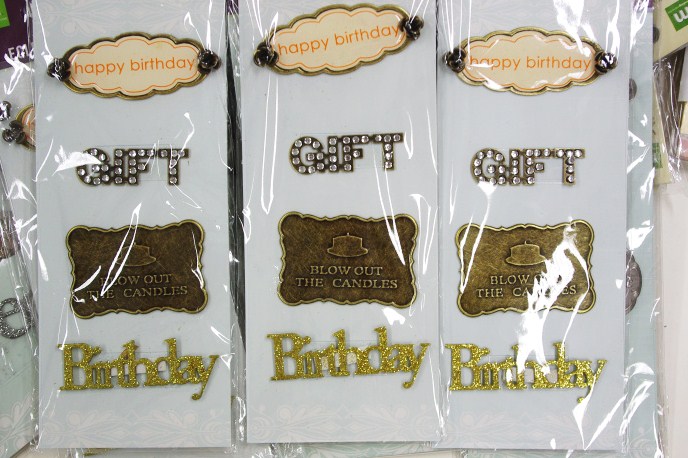 happy birthday
GIFT
BLOW OUT
THE CANDLES
Birthday
happy birthday
GIFT
BLOW OUT
THE CANDLES
Birthday
happy birthday
GIFT
BLOW OUT
THE CANDLES
Birthday